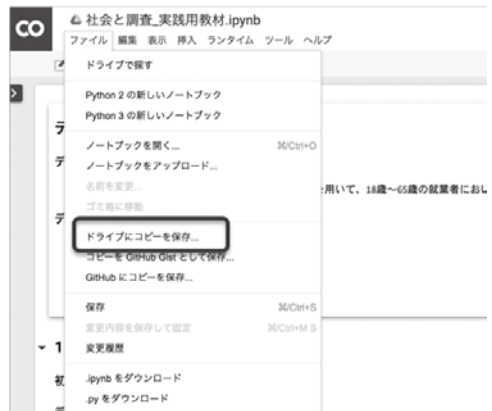 CO
社会と調査_実践用教材.ipynb
ファイル 編集 表示 挿入 ランタイム ツール ヘルプ
ドライブで探す
Python 2 の新しいノートブック
Python 3 の新しいノートブック
ノートブックを開く... ⌘/Ctrl+O
ノートブックをアップロード...
名前を変更...
ゴミ箱に移動
を用いて、18歳〜65歳の就業者におい
ドライブにコピーを保存...
コピーを GitHub Gist として保存...
GitHub にコピーを保存...
保存 ⌘/Ctrl+S
変更内容を保存して固定 ⌘/Ctrl+M S
変更履歴
1
初
.ipynb をダウンロード
.py をダウンロード